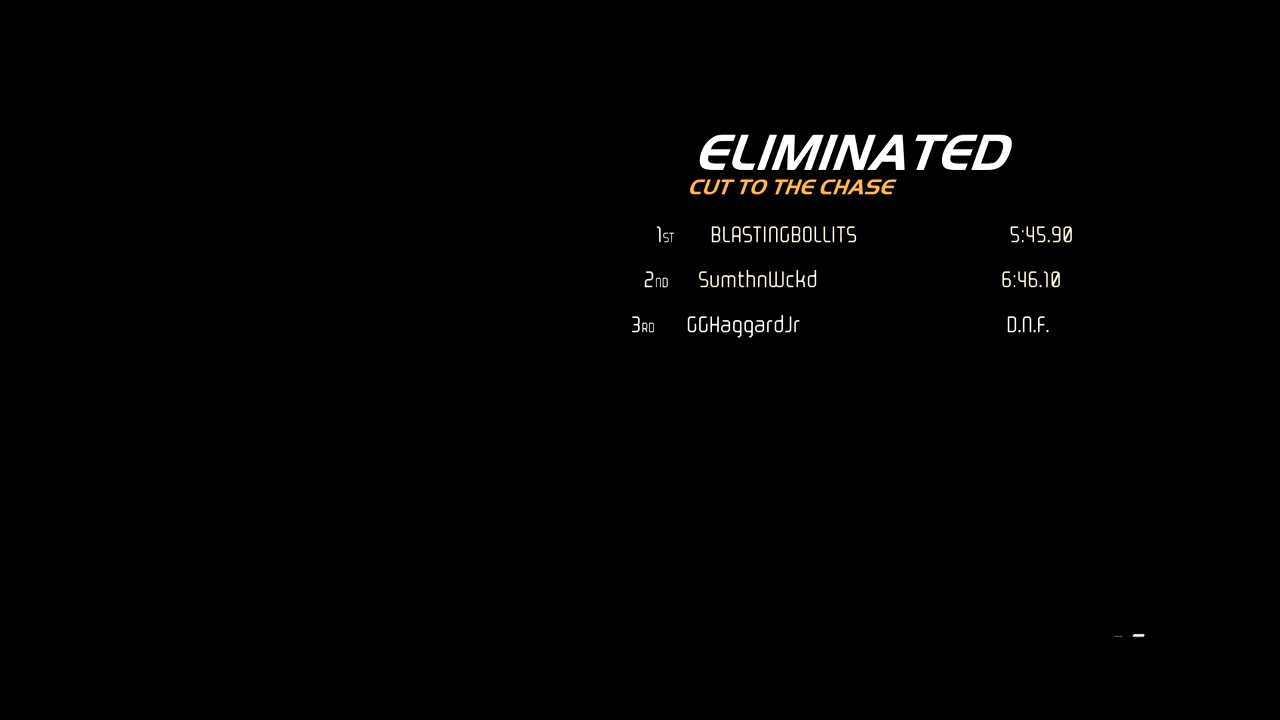 ELIMINATED
CUT TO THE CHASE
1ST BLASTINGBOLLITS 5:45.90
2ND SumthnWckd 6:46.10
3RD GGHaggardJr D.N.F.